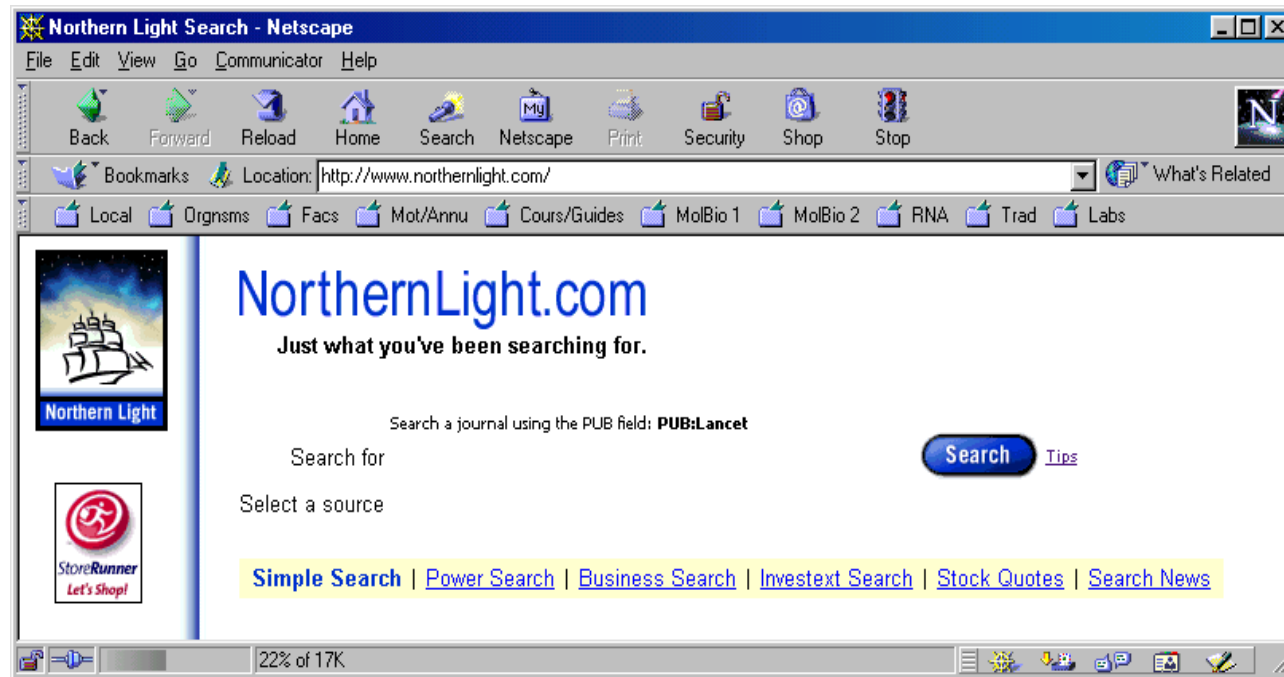 Northern Light Search - Netscape
File Edit View Go Communicator Help
Back Forward Reload Home Search My Netscape Print Security Shop Stop N
Bookmarks Location: http://www.northernlight.com/ What's Related
Local Orgnsms Facs Mot/Annu Cours/Guides MolBio 1 MolBio 2 RNA Trad Labs
NorthernLight.com
Just what you've been searching for.
Northern Light
Search a journal using the PUB field: PUB:Lancet
Search for Search Tips
Select a source
StoreRunner
Let's Shop!
Simple Search | Power Search | Business Search | Investext Search | Stock Quotes | Search News
22% of 17K